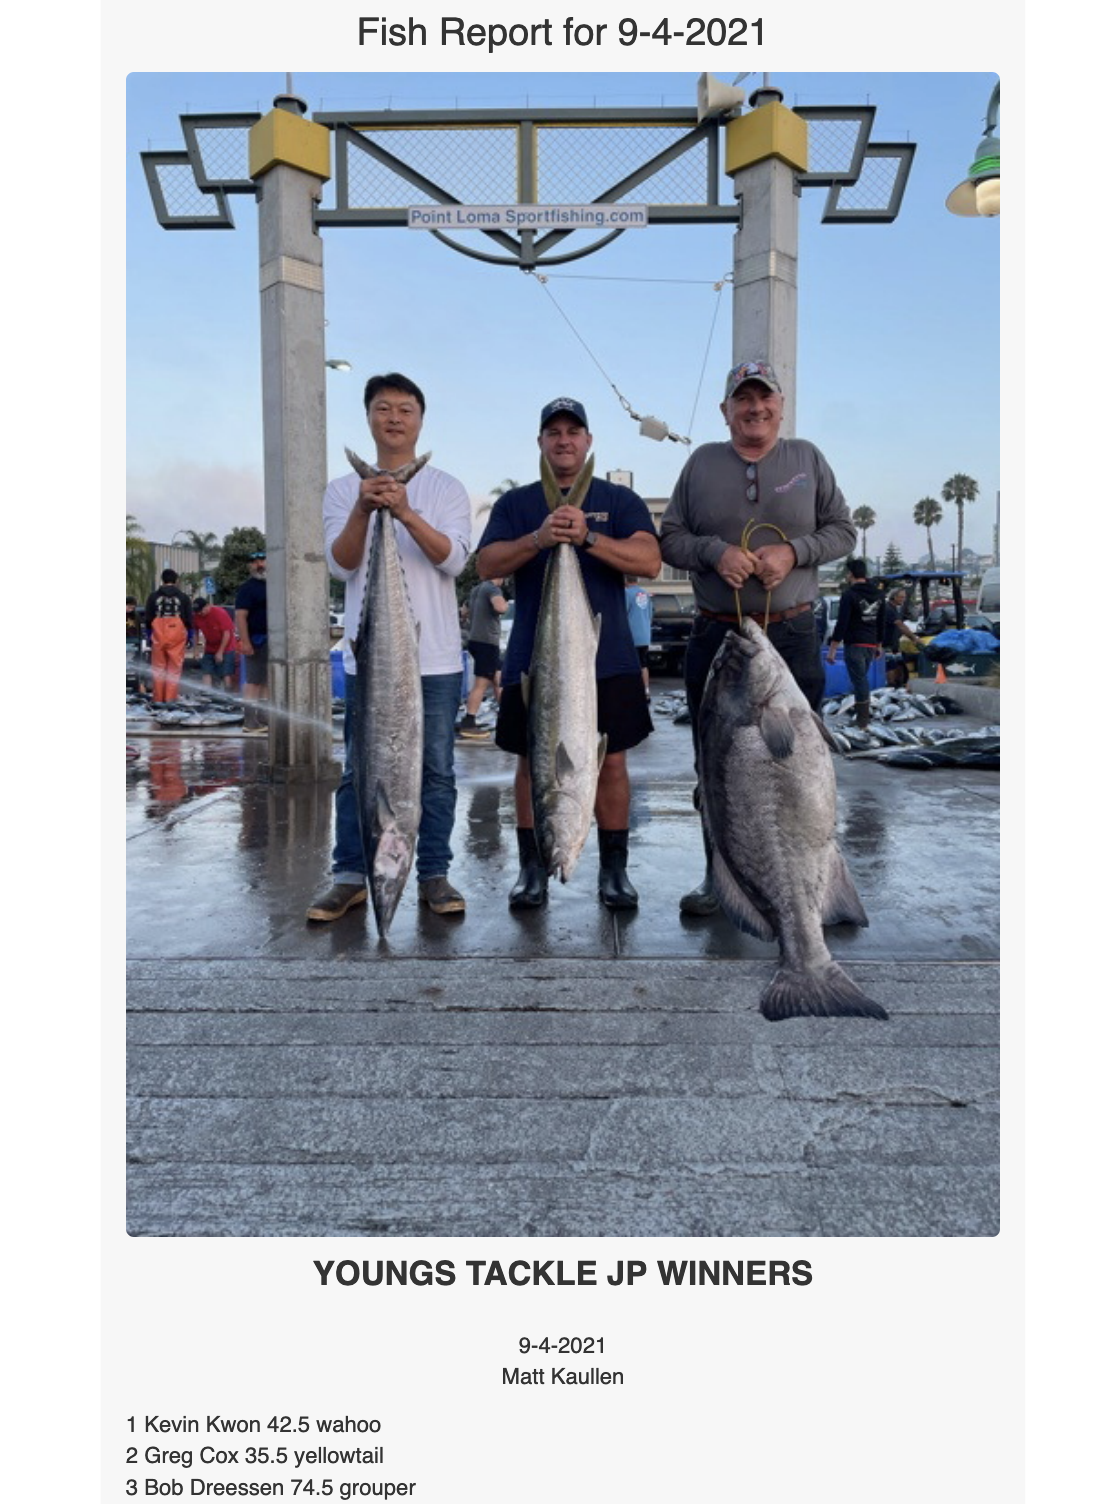 Fish Report for 9-4-2021
Point Loma Sportfishing.com
YOUNGS TACKLE JP WINNERS
9-4-2021
Matt Kaullen
1 Kevin Kwon 42.5 wahoo
2 Greg Cox 35.5 yellowtail
3 Bob Dreessen 74.5 grouper